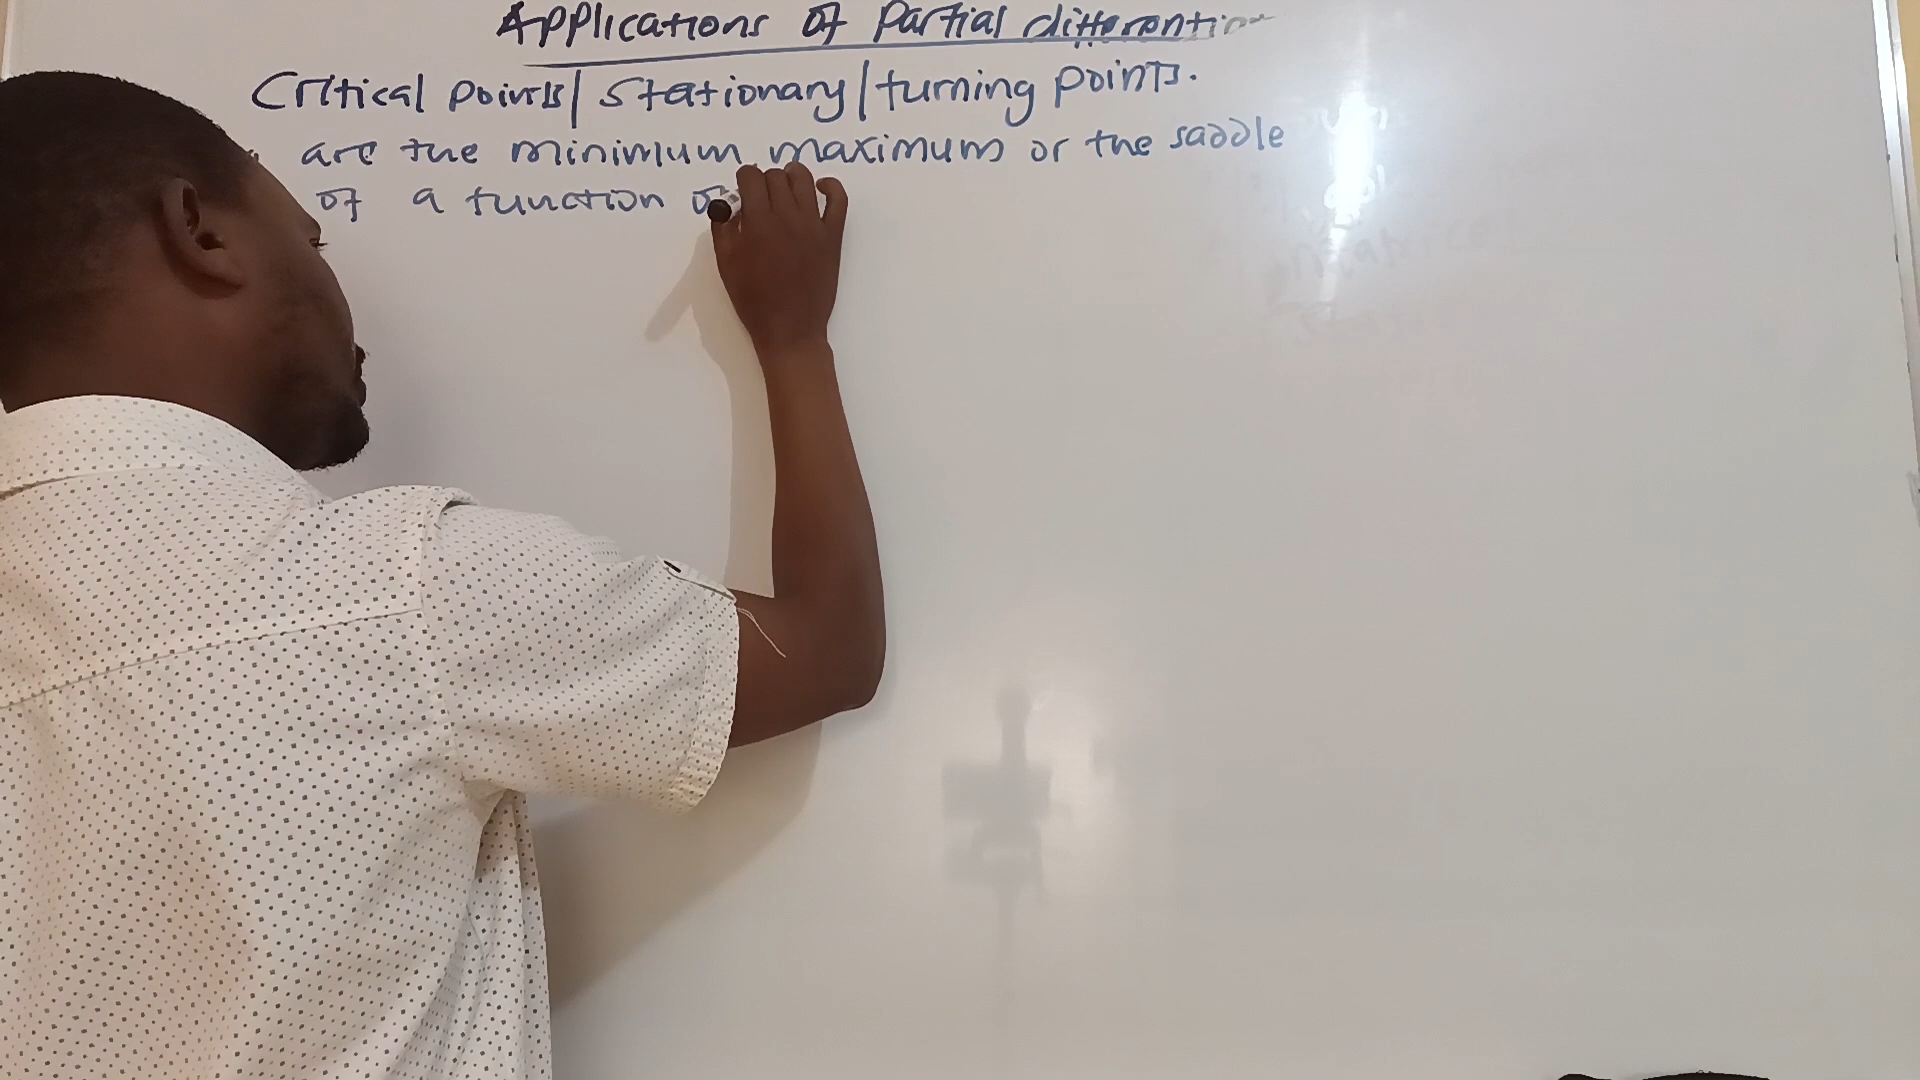 Applications of Partial
Critical points/ stationary/turning points.
are the minimum, maximum or the saddle
of a function